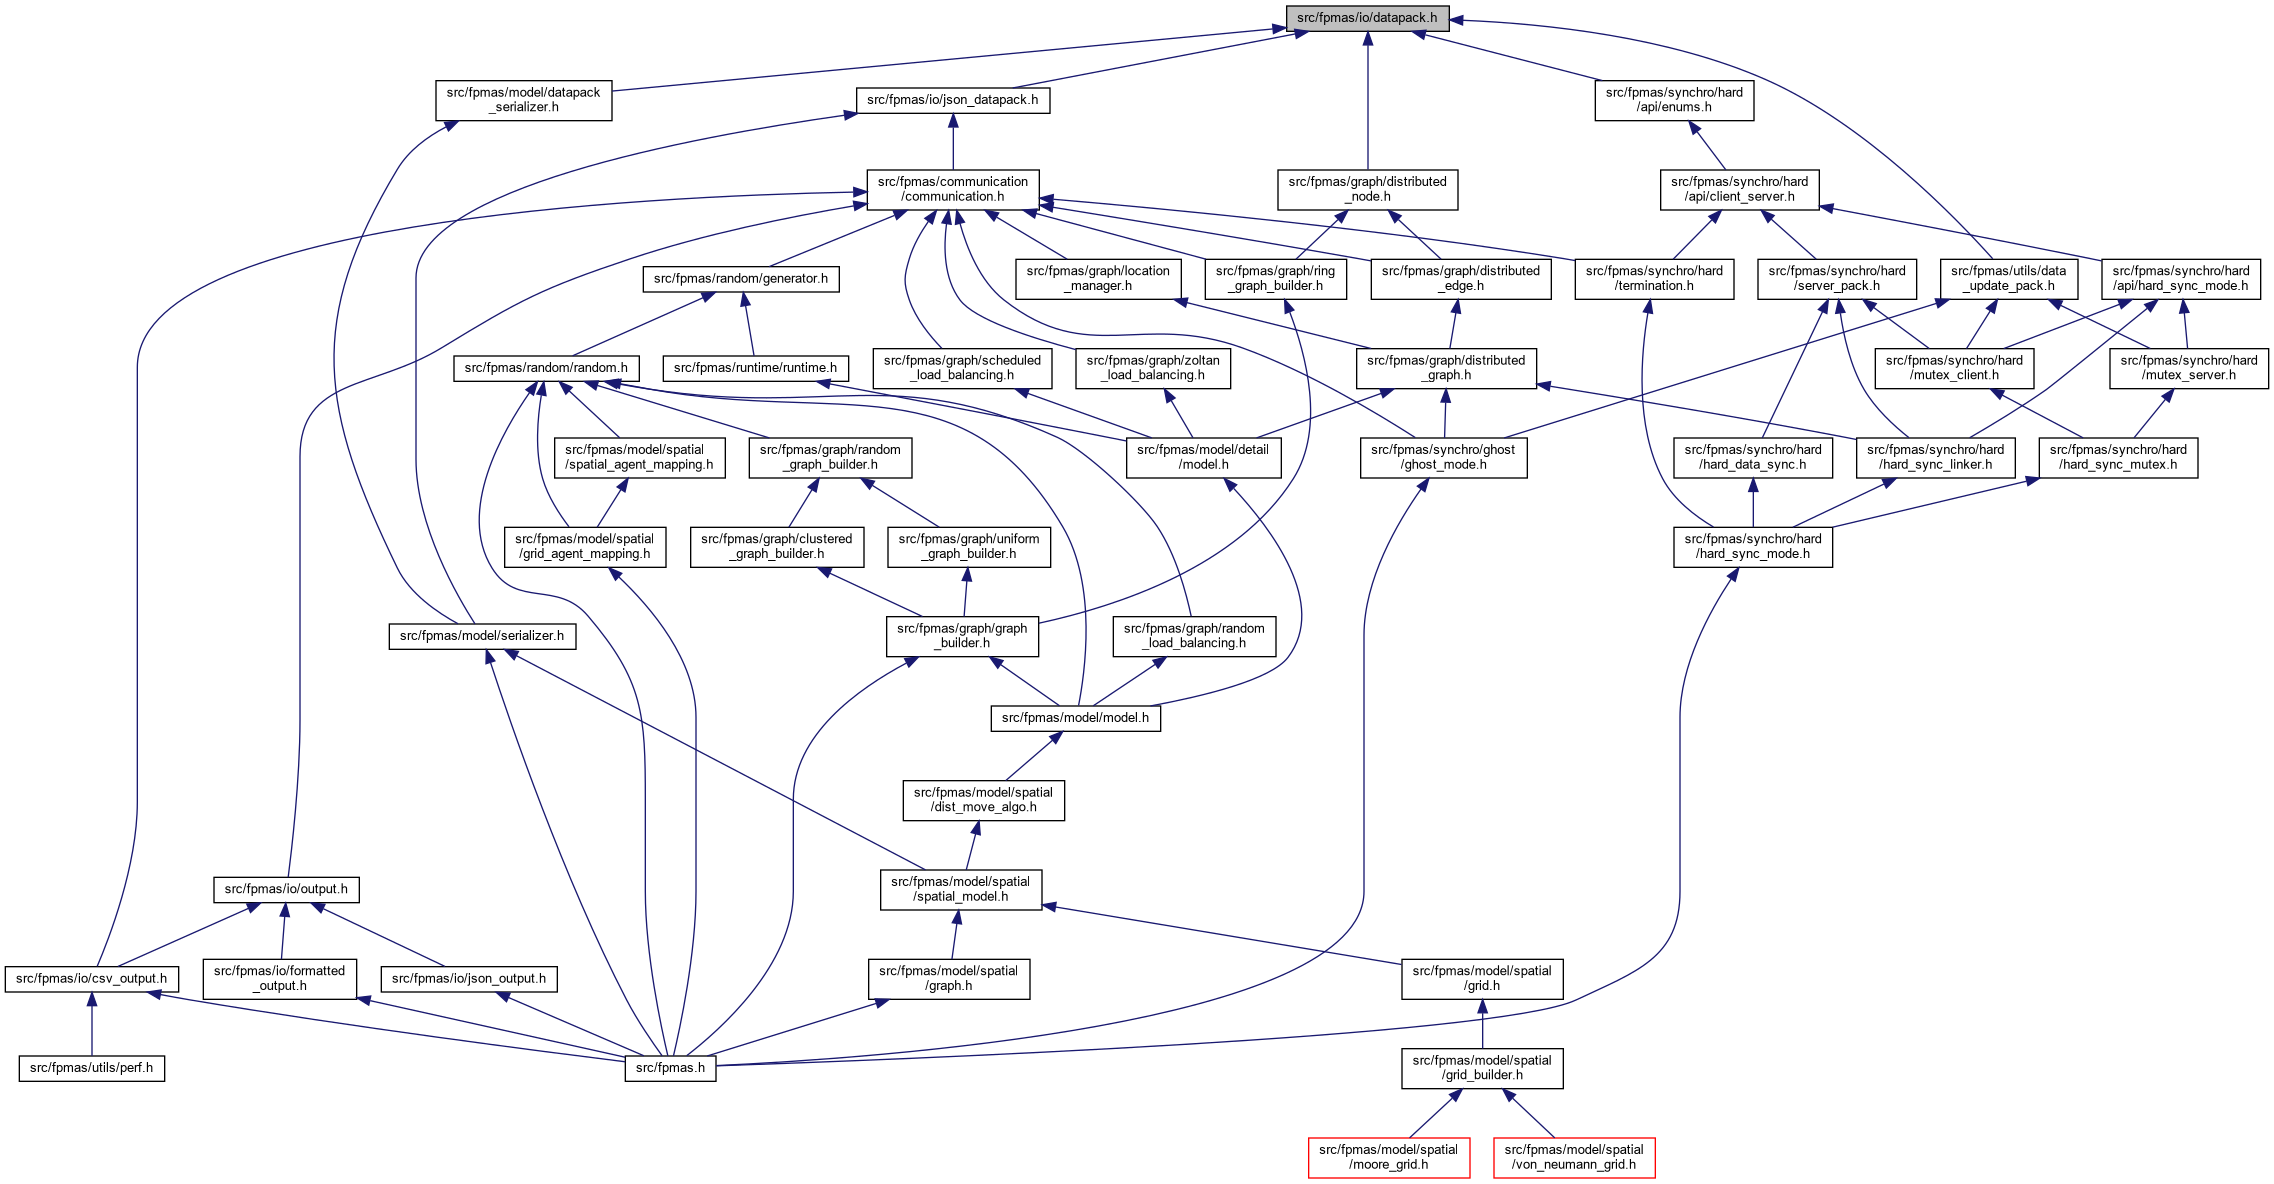 src/fpmas/io/datapack.h
src/fpmas/model/datapack
_serializer.h
src/fpmas/io/json_datapack.h
src/fpmas/synchro/hard
/api/enums.h
src/fpmas/communication
/communication.h
src/fpmas/graph/distributed
_node.h
src/fpmas/synchro/hard
/api/client_server.h
src/fpmas/random/generator.h
src/fpmas/graph/location
_manager.h
src/fpmas/graph/ring
_graph_builder.h
src/fpmas/graph/distributed
_edge.h
src/fpmas/synchro/hard
/termination.h
src/fpmas/synchro/hard
/server_pack.h
src/fpmas/utils/data
_update_pack.h
src/fpmas/synchro/hard
/api/hard_sync_mode.h
src/fpmas/random/random.h
src/fpmas/runtime/runtime.h
src/fpmas/graph/scheduled
_load_balancing.h
src/fpmas/graph/zoltan
_load_balancing.h
src/fpmas/graph/distributed
_graph.h
src/fpmas/synchro/hard
/mutex_client.h
src/fpmas/synchro/hard
/mutex_server.h
src/fpmas/model/spatial
/spatial_agent_mapping.h
src/fpmas/graph/random
_graph_builder.h
src/fpmas/model/detail
/model.h
src/fpmas/synchro/ghost
/ghost_mode.h
src/fpmas/synchro/hard
/hard_data_sync.h
src/fpmas/synchro/hard
/hard_sync_linker.h
src/fpmas/synchro/hard
/hard_sync_mutex.h
src/fpmas/model/spatial
/grid_agent_mapping.h
src/fpmas/graph/clustered
_graph_builder.h
src/fpmas/graph/uniform
_graph_builder.h
src/fpmas/synchro/hard
/hard_sync_mode.h
src/fpmas/model/serializer.h
src/fpmas/graph/graph
_builder.h
src/fpmas/graph/random
_load_balancing.h
src/fpmas/model/model.h
src/fpmas/model/spatial
/dist_move_algo.h
src/fpmas/io/output.h
src/fpmas/model/spatial
/spatial_model.h
src/fpmas/io/csv_output.h
src/fpmas/io/formatted
_output.h
src/fpmas/io/json_output.h
src/fpmas/model/spatial
/graph.h
src/fpmas/model/spatial
/grid.h
src/fpmas/utils/perf.h
src/fpmas.h
src/fpmas/model/spatial
/grid_builder.h
src/fpmas/model/spatial
/moore_grid.h
src/fpmas/model/spatial
/von_neumann_grid.h